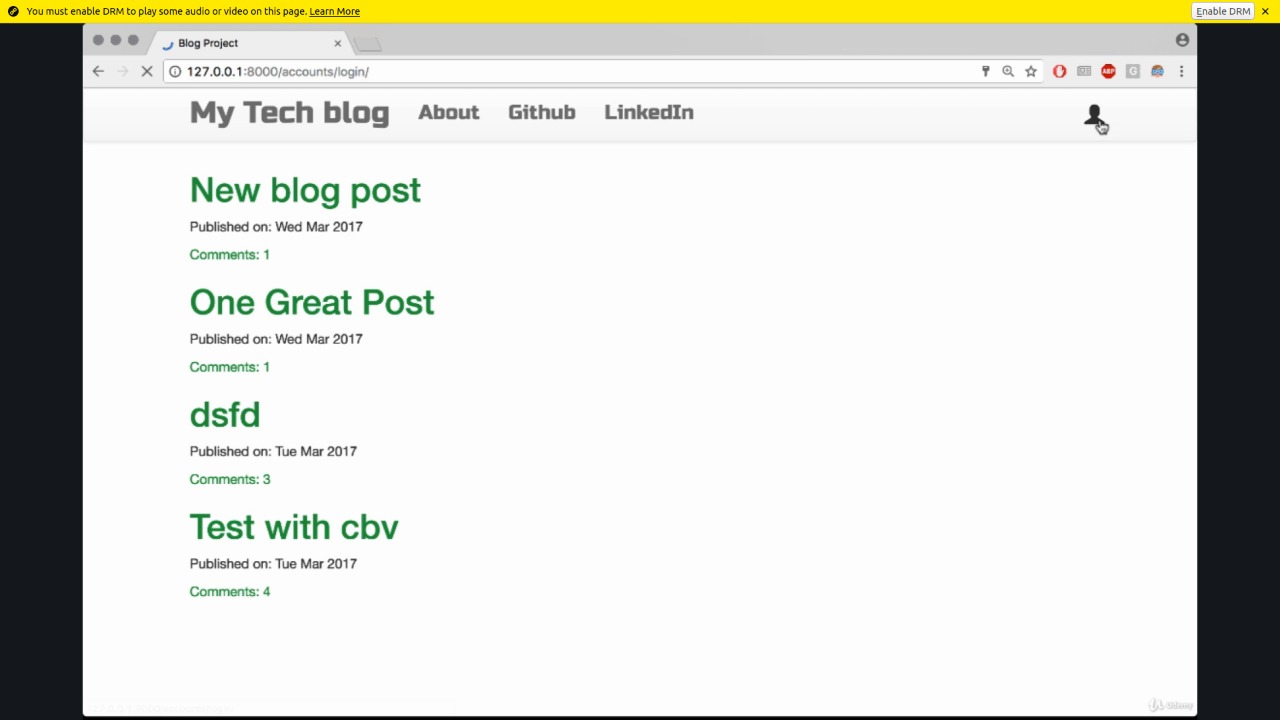 You must enable DRM to play some audio or video on this page. Learn More
Enable DRM
Blog Project
127.0.0.1:8000/accounts/login/
ABP
G
My Tech blog About Github LinkedIn
New blog post
Published on: Wed Mar 2017
Comments: 1
One Great Post
Published on: Wed Mar 2017
Comments: 1
dsfd
Published on: Tue Mar 2017
Comments: 3
Test with cbv
Published on: Tue Mar 2017
Comments: 4
Udemy